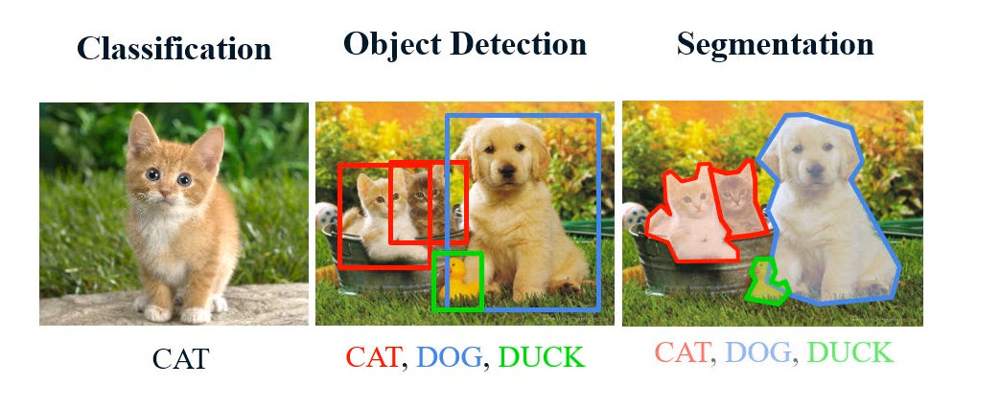 Classification
Object Detection
Segmentation
CAT
CAT, DOG, DUCK
CAT, DOG, DUCK